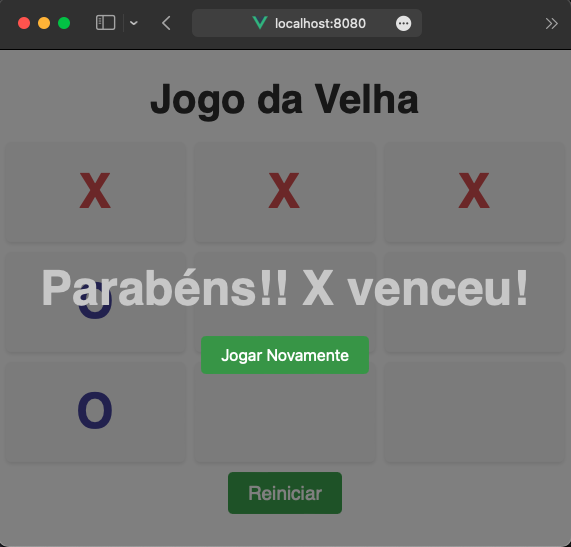 localhost:8080
Jogo da Velha
X X X
Parabéns!! X venceu!
O
Jogar Novamente
O
Reiniciar